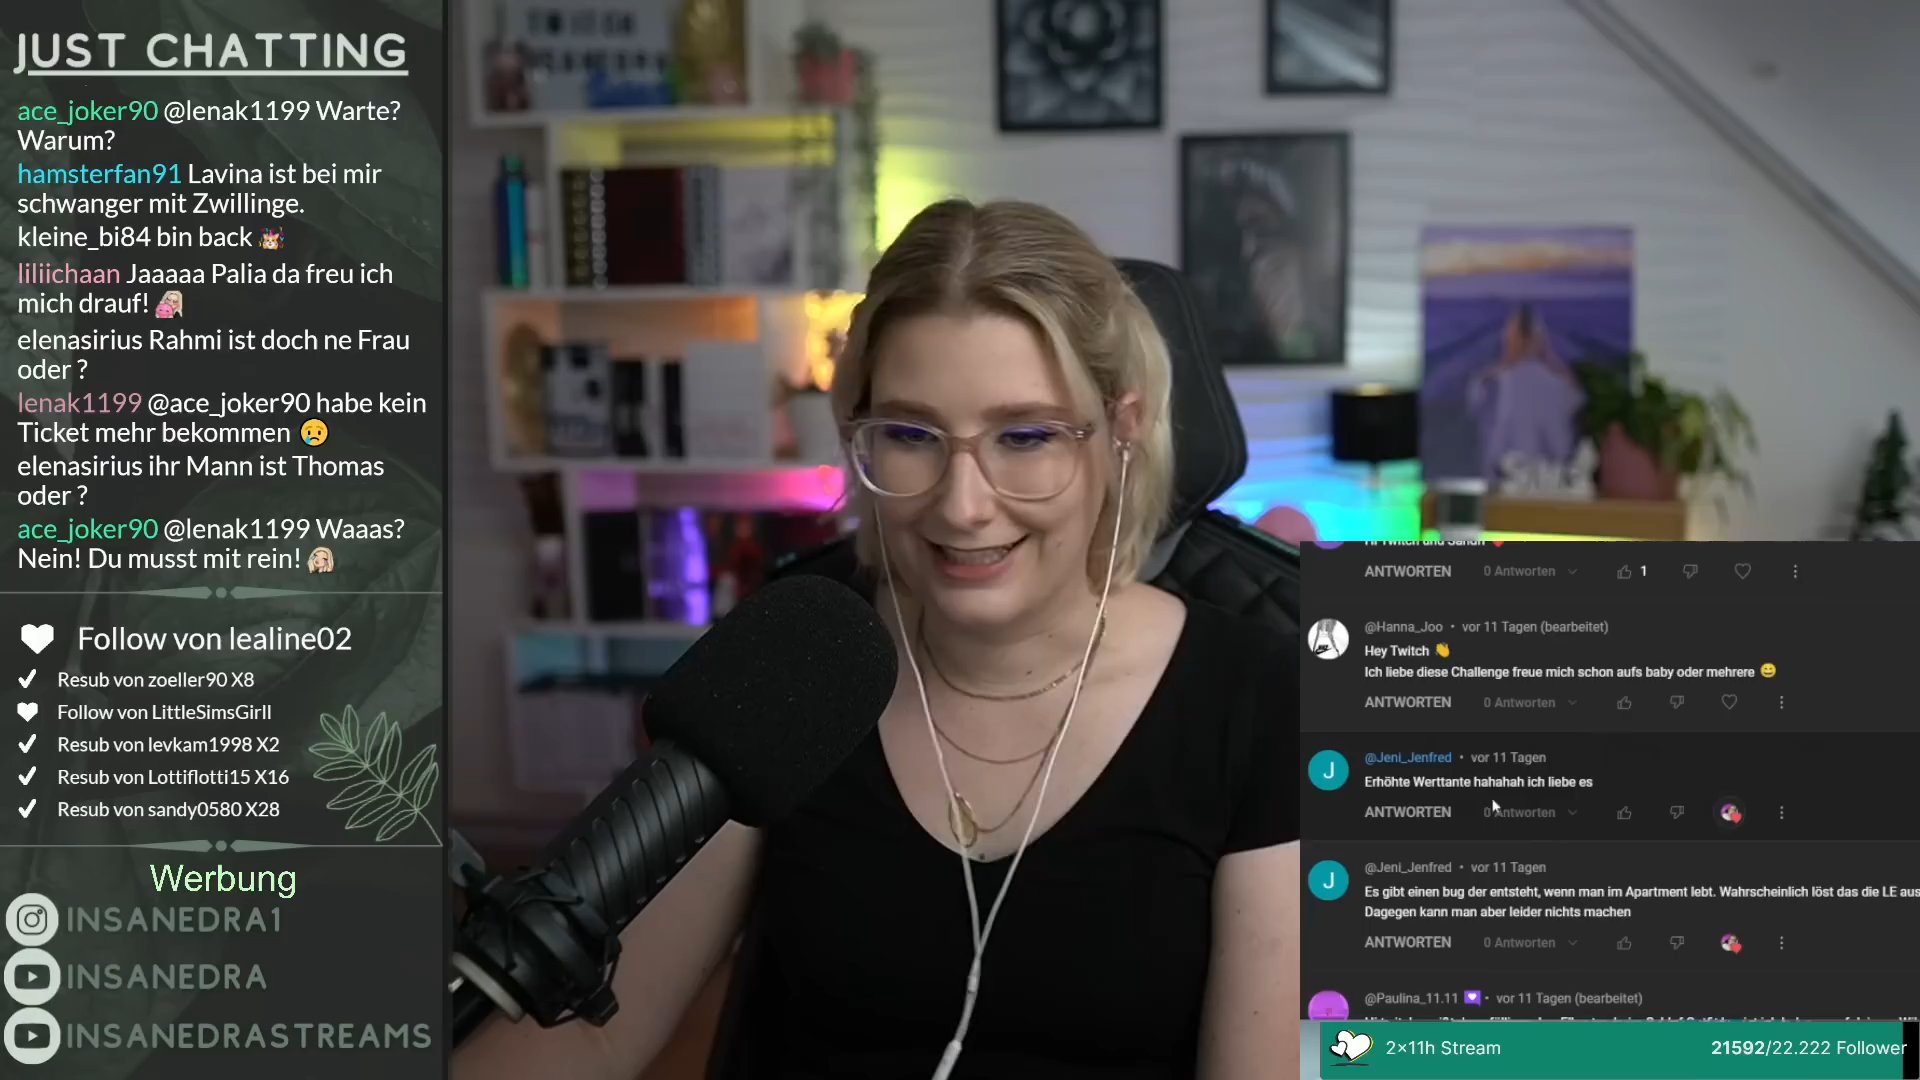 JUST CHATTING
ace_joker90 @lenak1199 Warte?
Warum?
hamsterfan91 Lavina ist bei mir
schwanger mit Zwillinge.
kleine_bi84 bin back
liliichaan Jaaaaa Palia da freu ich
mich drauf!
elenasirius Rahmi ist doch ne Frau
oder ?
lenak1199 @ace_joker90 habe kein
Ticket mehr bekommen 😢
elenasirius ihr Mann ist Thomas
oder ?
ace_joker90 @lenak1199 Waaas?
Nein! Du musst mit rein!
Follow von lealine02
Resub von zoeller90 X8
Follow von LittleSimsGirll
Resub von levkam1998 X2
Resub von Lottiflotti15 X16
Resub von sandy0580 X28
Werbung
INSANEDRA1
INSANEDRA
INSANEDRASTREAMS
ANTWORTEN 0 Antworten 1
@Hanna_Joo • vor 11 Tagen (bearbeitet)
Hey Twitch 👋
Ich liebe diese Challenge freue mich schon aufs baby oder mehrere 😄
ANTWORTEN 0 Antworten
J
@Jeni_Jenfred • vor 11 Tagen
Erhöhte Werttante hahahah ich liebe es
ANTWORTEN 0 Antworten
J
@Jeni_Jenfred • vor 11 Tagen
Es gibt einen bug der entsteht, wenn man im Apartment lebt. Wahrscheinlich löst das die LE aus
Dagegen kann man aber leider nichts machen
ANTWORTEN 0 Antworten
@Paulina_11.11 • vor 11 Tagen (bearbeitet)
2x11h Stream
21592/22.222 Follower